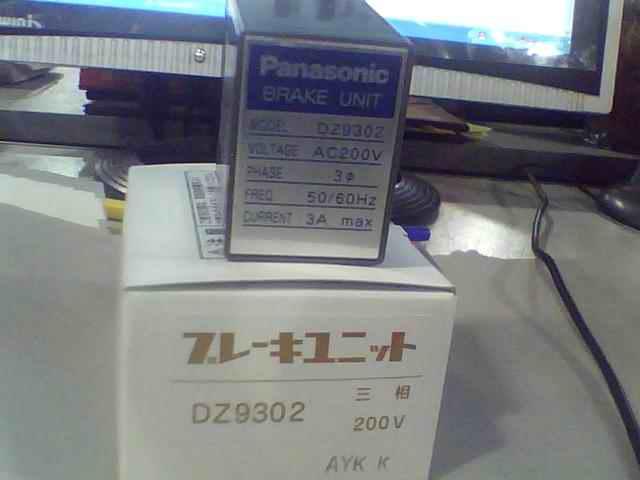 Panasonic
BRAKE UNIT
MODEL DZ9302
VOLTAGE AC200V
PHASE 3φ
FREQ 50/60Hz
CURRENT 3A max
ブレーキユニット
DZ9302
三相
200V
AYK K